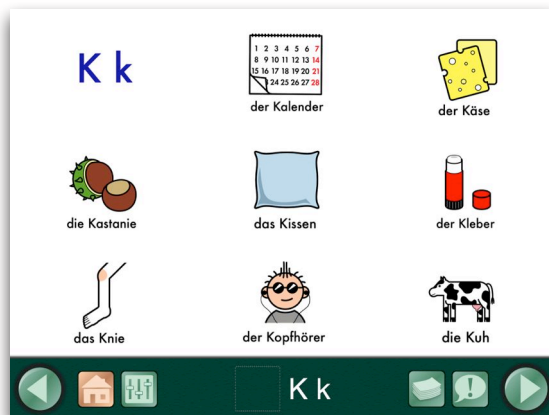 K k
1 2 3 4 5 6 7
8 9 10 11 12 13 14
15 16 17 18 19 20 21
24 25 26 27 28
der Kalender
der Käse
die Kastanie
das Kissen
der Kleber
das Knie
der Kopfhörer
die Kuh
K k